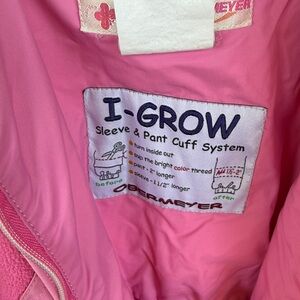 MEYER
I-GROW
Sleeve & Pant Cuff System
turn inside out
snip the bright color thread
pant - 2" longer
sleeve - 1 1/2" longer
before
after
OBERMEYER